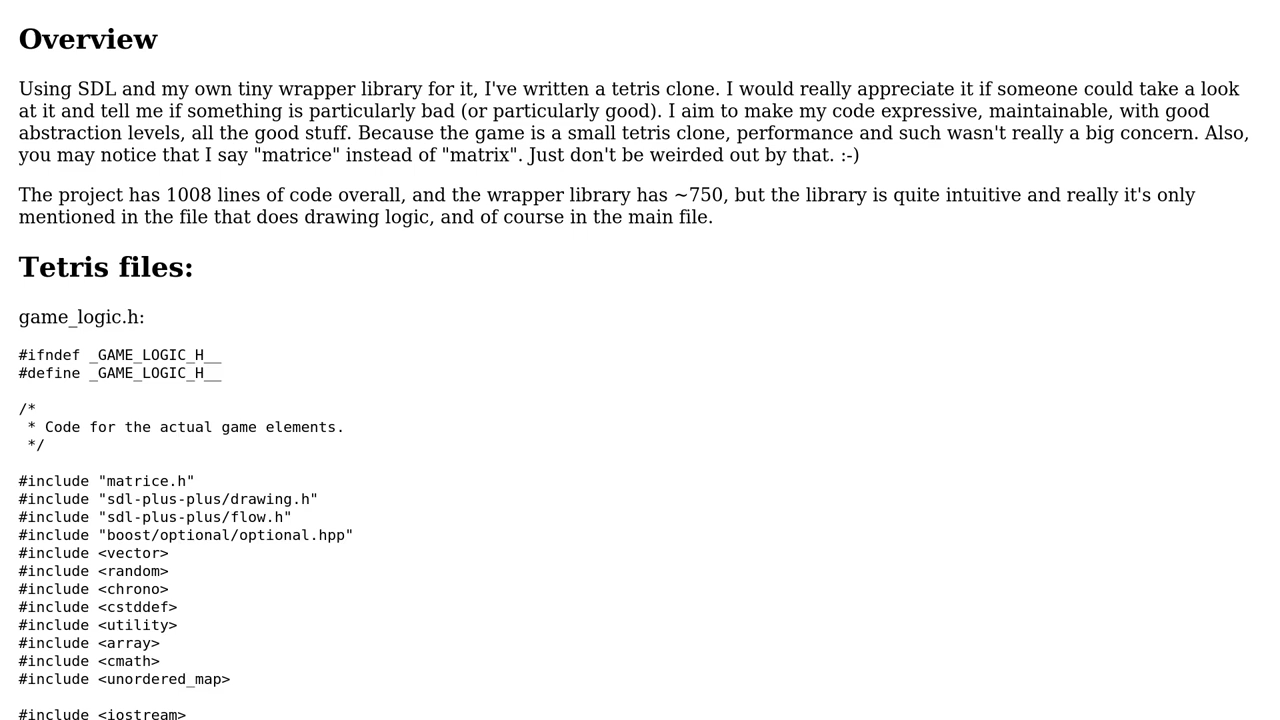 Overview
Using SDL and my own tiny wrapper library for it, I've written a tetris clone. I would really appreciate it if someone could take a look
at it and tell me if something is particularly bad (or particularly good). I aim to make my code expressive, maintainable, with good
abstraction levels, all the good stuff. Because the game is a small tetris clone, performance and such wasn't really a big concern. Also,
you may notice that I say "matrice" instead of "matrix". Just don't be weirded out by that. :-)
The project has 1008 lines of code overall, and the wrapper library has ~750, but the library is quite intuitive and really it's only
mentioned in the file that does drawing logic, and of course in the main file.
Tetris files:
game_logic.h:
#ifndef _GAME_LOGIC_H__
#define _GAME_LOGIC_H__
/*
 * Code for the actual game elements.
 */
#include "matrice.h"
#include "sdl-plus-plus/drawing.h"
#include "sdl-plus-plus/flow.h"
#include "boost/optional/optional.hpp"
#include <vector>
#include <random>
#include <chrono>
#include <cstddef>
#include <utility>
#include <array>
#include <cmath>
#include <unordered_map>
#include <iostream>